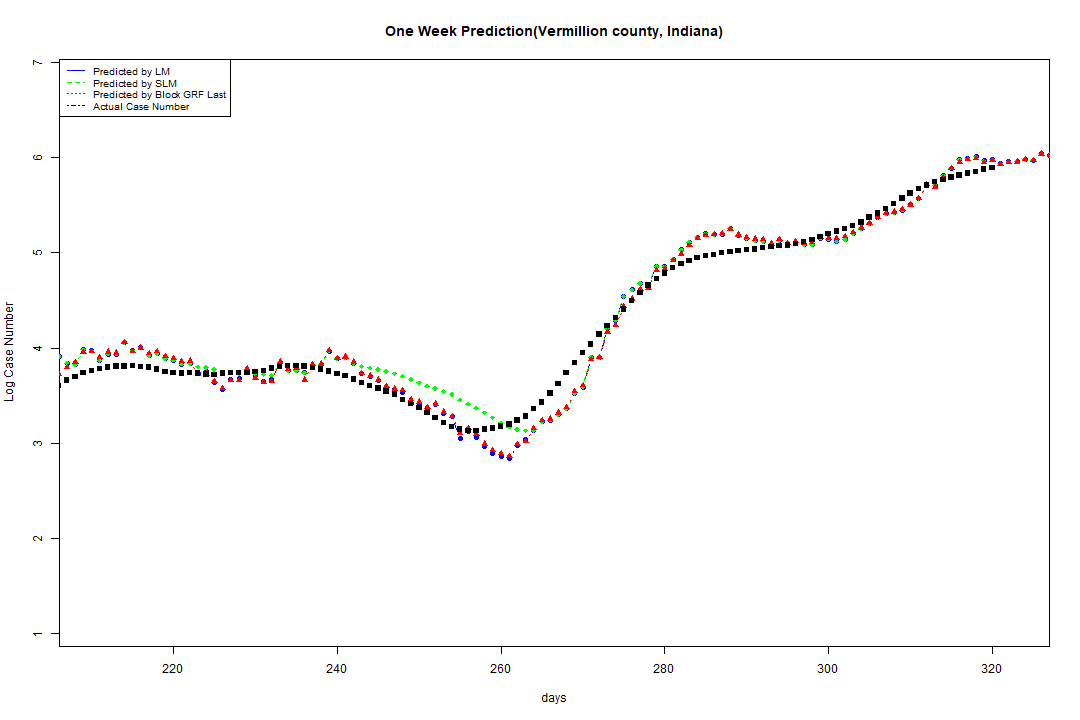 One Week Prediction(Vermillion county, Indiana)
Predicted by LM
Predicted by SLM
Predicted by Block GRF Last
Actual Case Number
7
6
5
4
3
2
1
Log Case Number
220 240 260 280 300 320
days